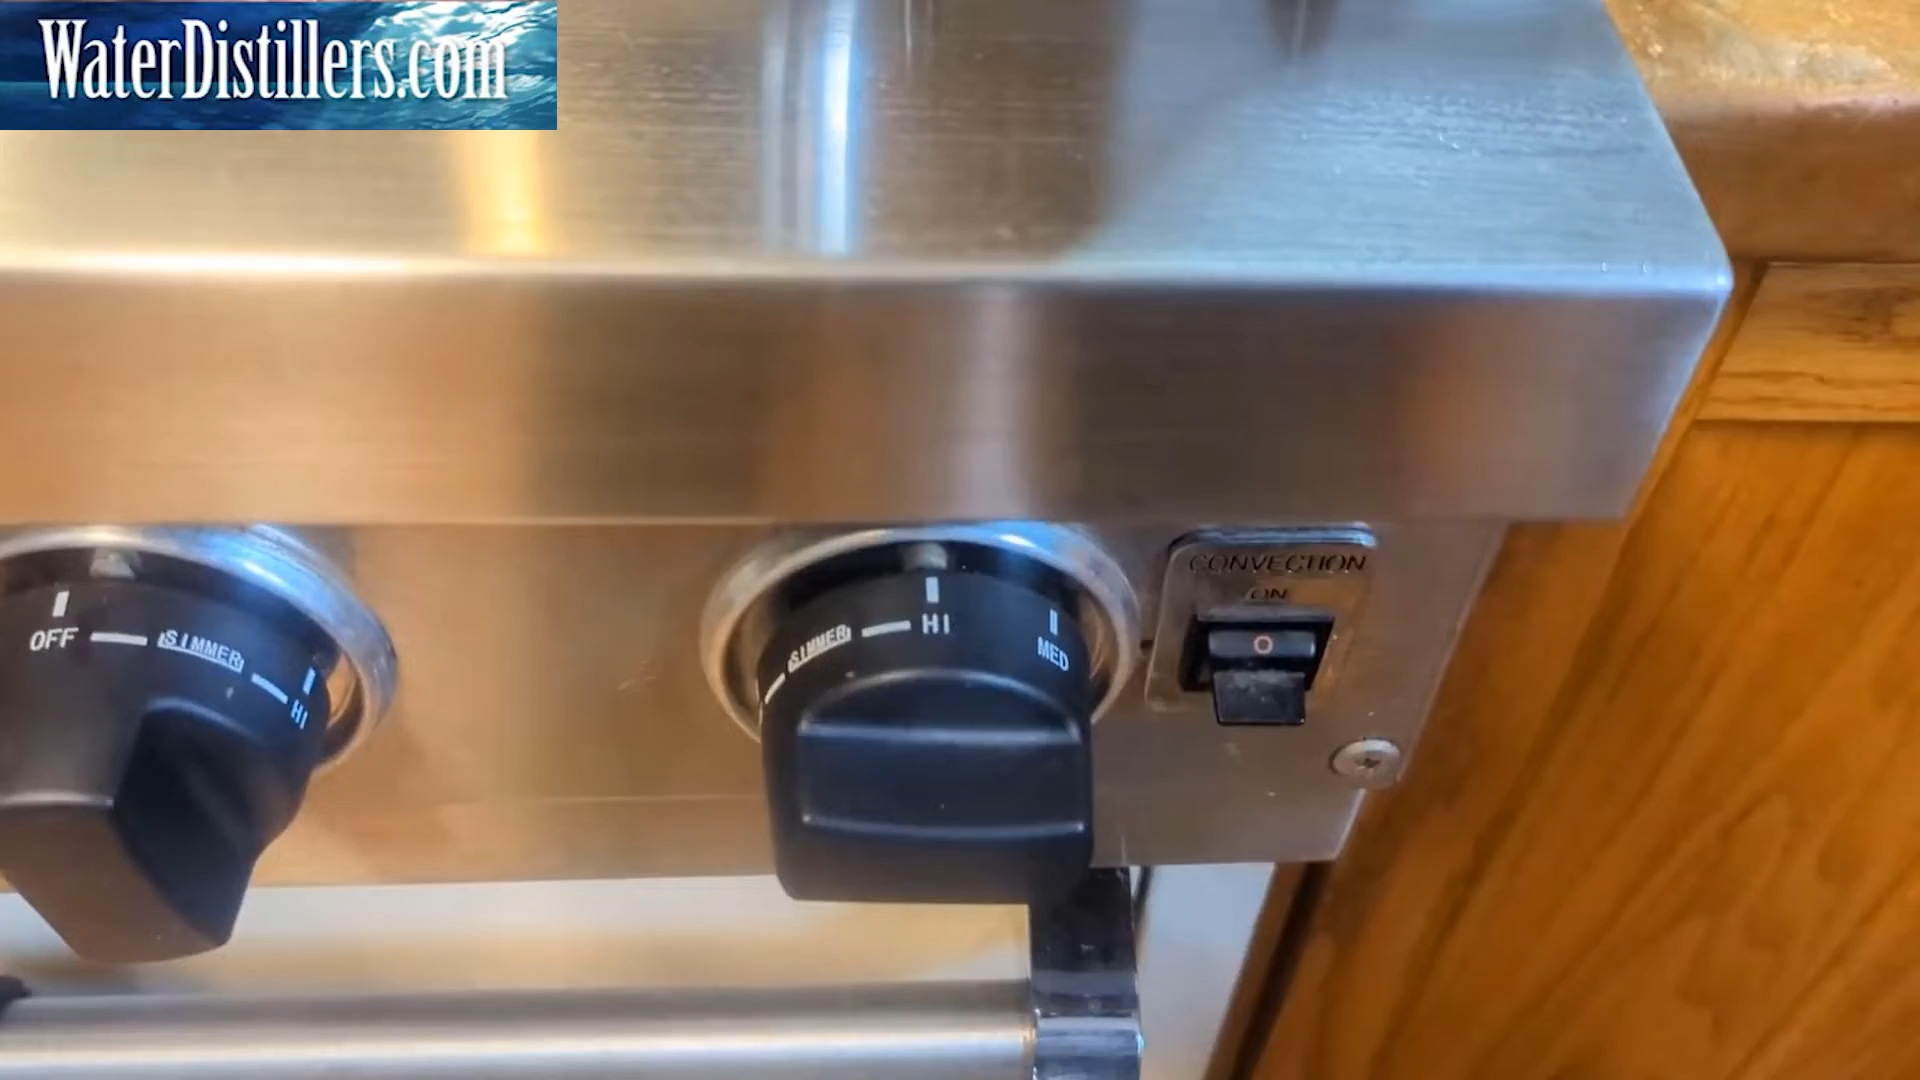 WaterDistillers.com
OFF SIMMER HI
SIMMER HI MED
CONVECTION
ON
O